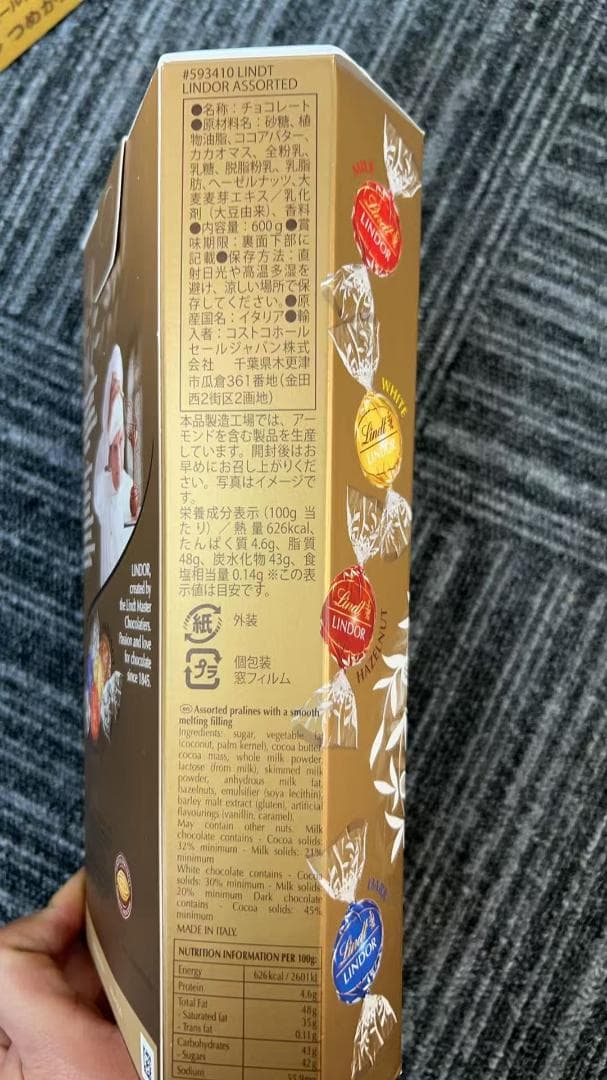 つめか
#593410 LINDT
LINDOR ASSORTED
●名称：チョコレート
●原材料名：砂糖、植
物油脂、ココアバター、
カカオマス、全粉乳、
乳糖、脱脂粉乳、乳脂
肪、ヘーゼルナッツ、大
麦麦芽エキス／乳化
剤（大豆由来）、香料
●内容量：600g●賞
味期限：裏面下部に
記載●保存方法：直
射日光や高温多湿を
避け、涼しい場所で保
存してください。●原
産国名：イタリア●輸
入者：コストコホール
セールジャパン株式
会社　千葉県木更津
市瓜倉361番地（金田
西2街区2画地）
本品製造工場では、アー
モンドを含む製品を生産
しています。開封後はお
早めにお召し上がりくだ
さい。写真はイメージで
す。
栄養成分表示（100g 当
たり）／熱量626kcal、
たんぱく質4.6g、脂質
48g、炭水化物43g、食
塩相当量0.14g ※この表
示値は目安です。
紙 外装
プラ 個包装
窓フィルム
en Assorted pralines with a smooth
melting filling
Ingredients: sugar, vegetable
(coconut, palm kernel), cocoa butter,
cocoa mass, whole milk powder,
lactose (from milk), skimmed milk
powder, anhydrous milk fat,
hazelnuts, emulsifier (soya lecithin),
barley malt extract (gluten), artificial
flavourings (vanillin, caramel).
May contain other nuts. Milk
chocolate contains - Cocoa solids:
32% minimum - Milk solids: 21%
minimum
White chocolate contains - Cocoa
solids: 30% minimum - Milk solids:
20% minimum Dark chocolate
contains - Cocoa solids: 45%
minimum
MADE IN ITALY.
NUTRITION INFORMATION PER 100g:
Energy 626kcal / 2601kJ
Protein 4.6g
Total Fat 48g
- Saturated fat 35g
- Trans fat 0.11g
Carbohydrates 43g
- Sugars 42g
Sodium
MILK
Lindt
LINDOR
WHITE
Lindt
LINDOR
Lindt
LINDOR
HAZELNUT
DARK
Lindt
LINDOR
LINDOR,
created by
the Lindt Master
Chocolatiers.
Passion and love
for chocolate
since 1845.